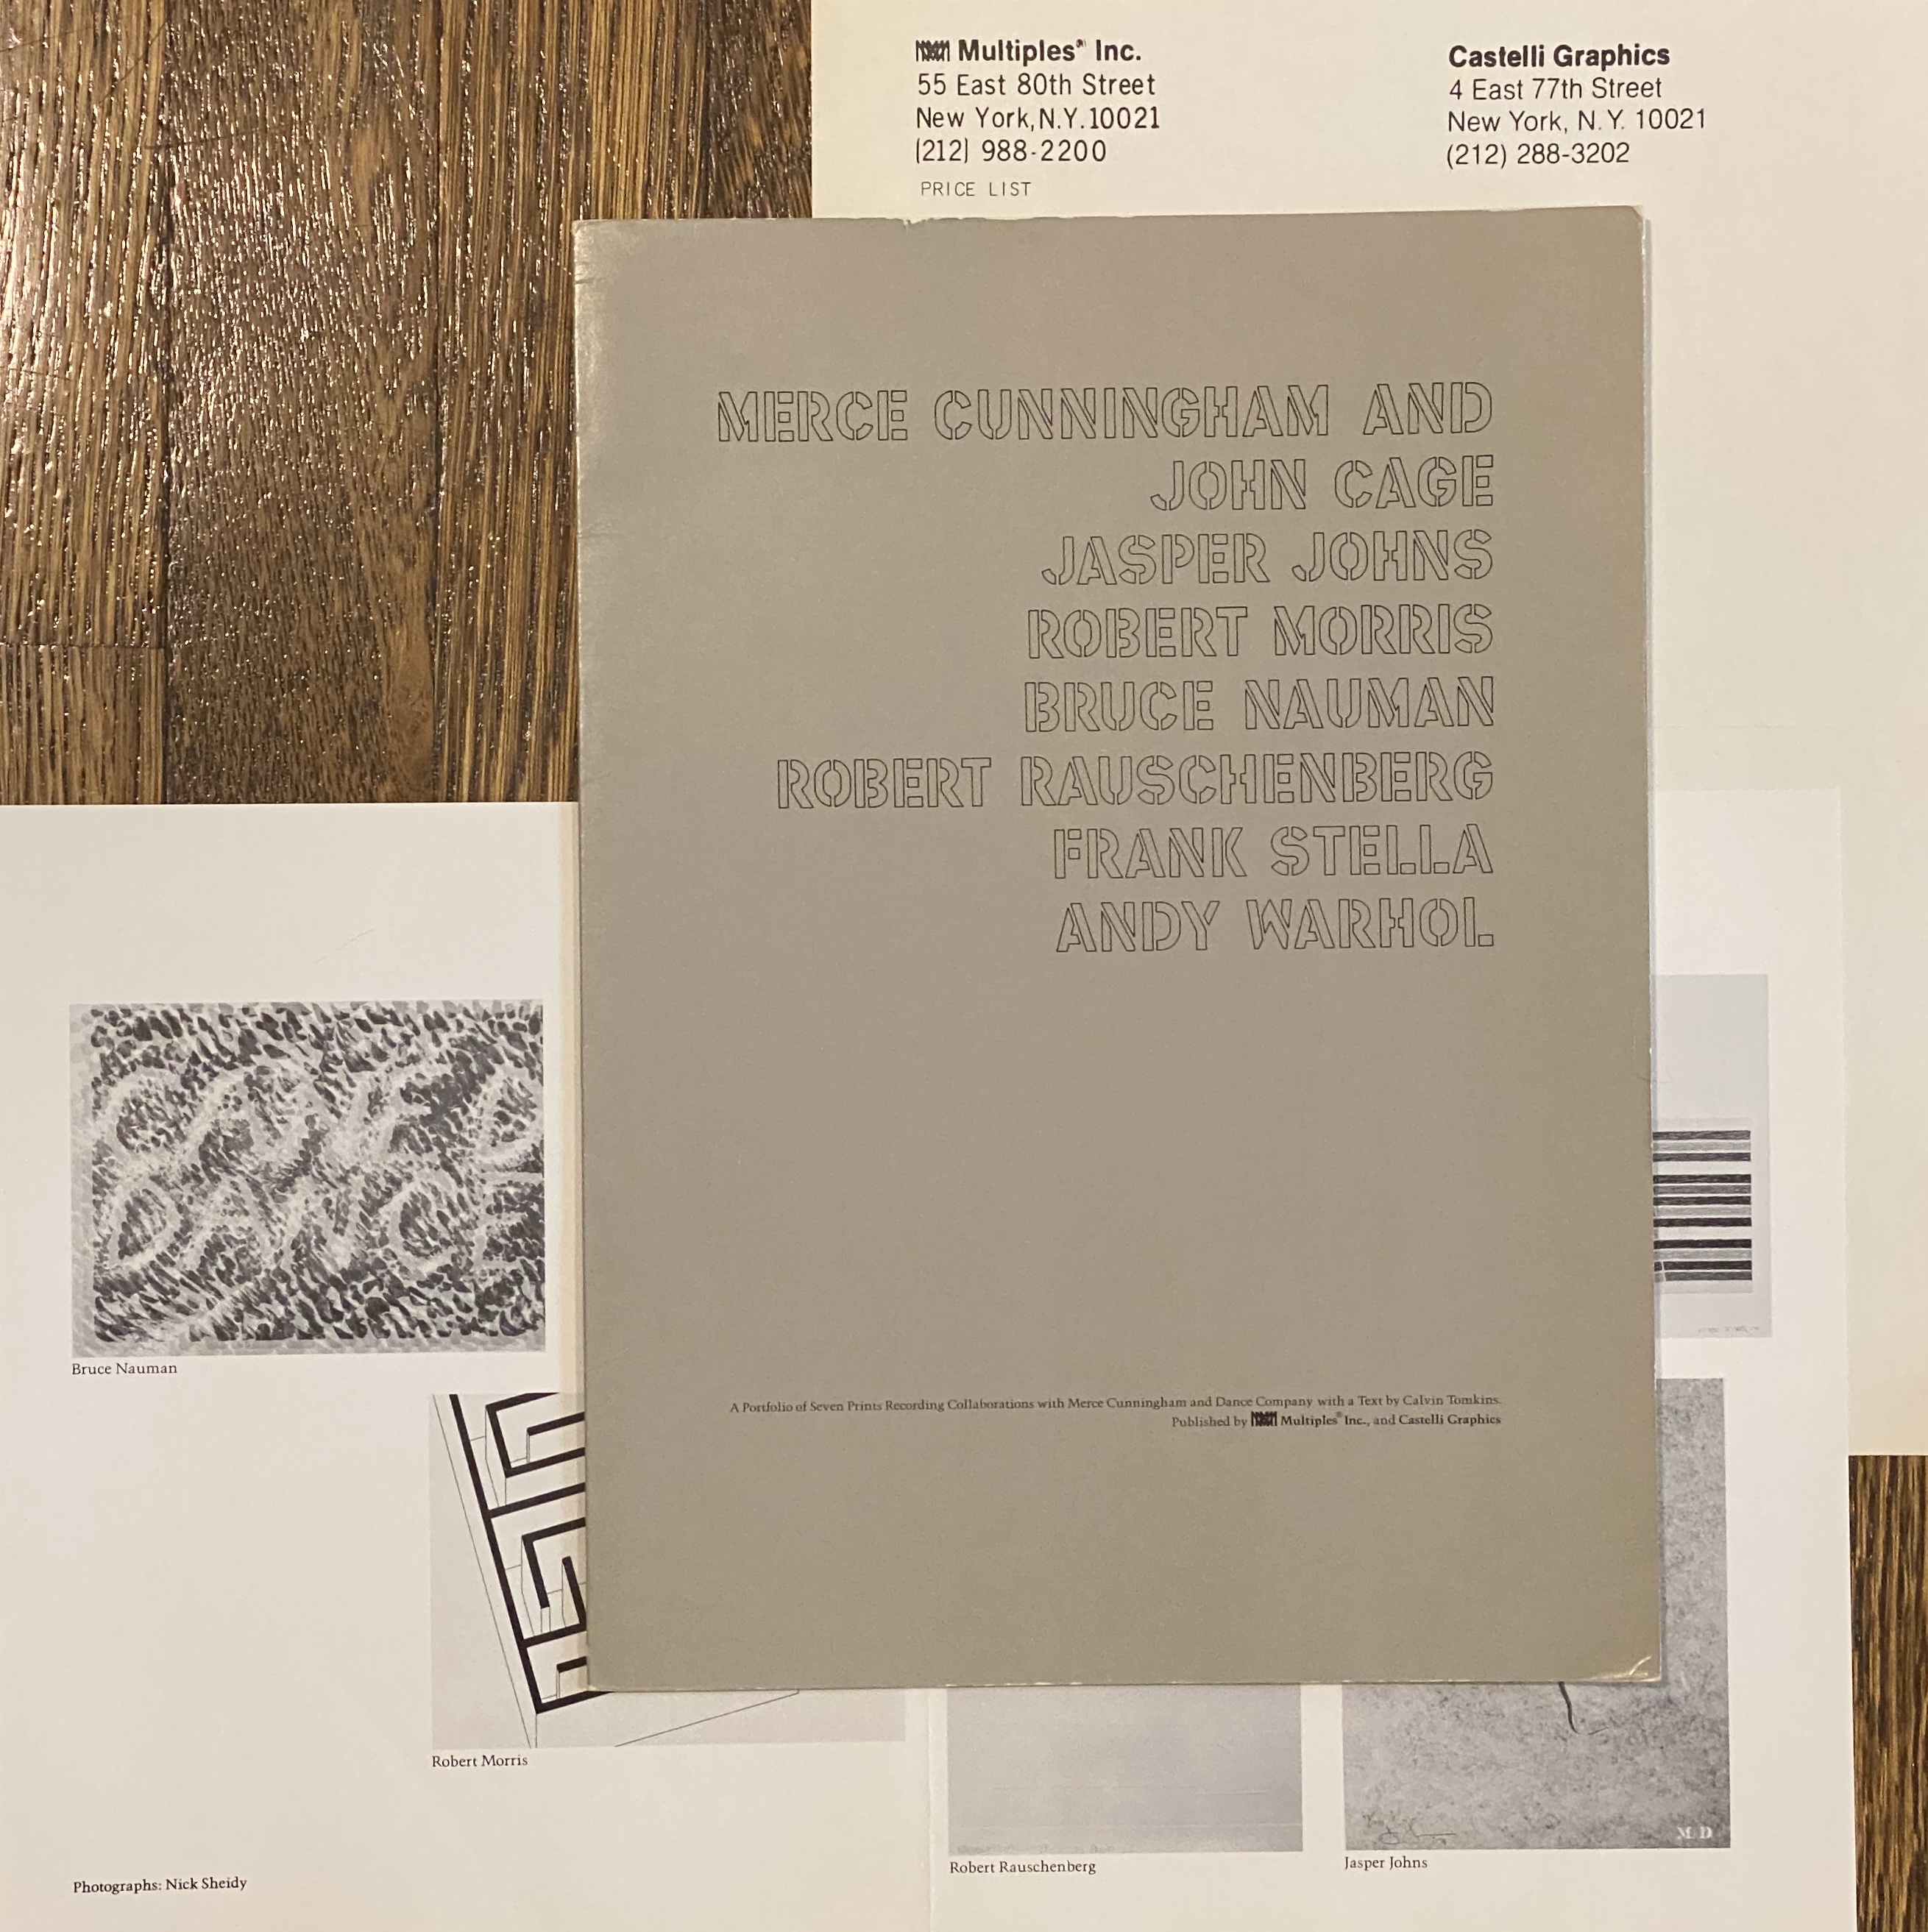 Multiples® Inc.
55 East 80th Street
New York, N.Y. 10021
(212) 988-2200
PRICE LIST
Castelli Graphics
4 East 77th Street
New York, N.Y. 10021
(212) 288-3202
MERCE CUNNINGHAM AND
JOHN CAGE
JASPER JOHNS
ROBERT MORRIS
BRUCE NAUMAN
ROBERT RAUSCHENBERG
FRANK STELLA
ANDY WARHOL
A Portfolio of Seven Prints Recording Collaborations with Merce Cunningham and Dance Company with a Text by Calvin Tomkins.
Published by Multiples® Inc., and Castelli Graphics
DANCE
Bruce Nauman
Robert Morris
M.D
Robert Rauschenberg
Jasper Johns
Photographs: Nick Sheidy